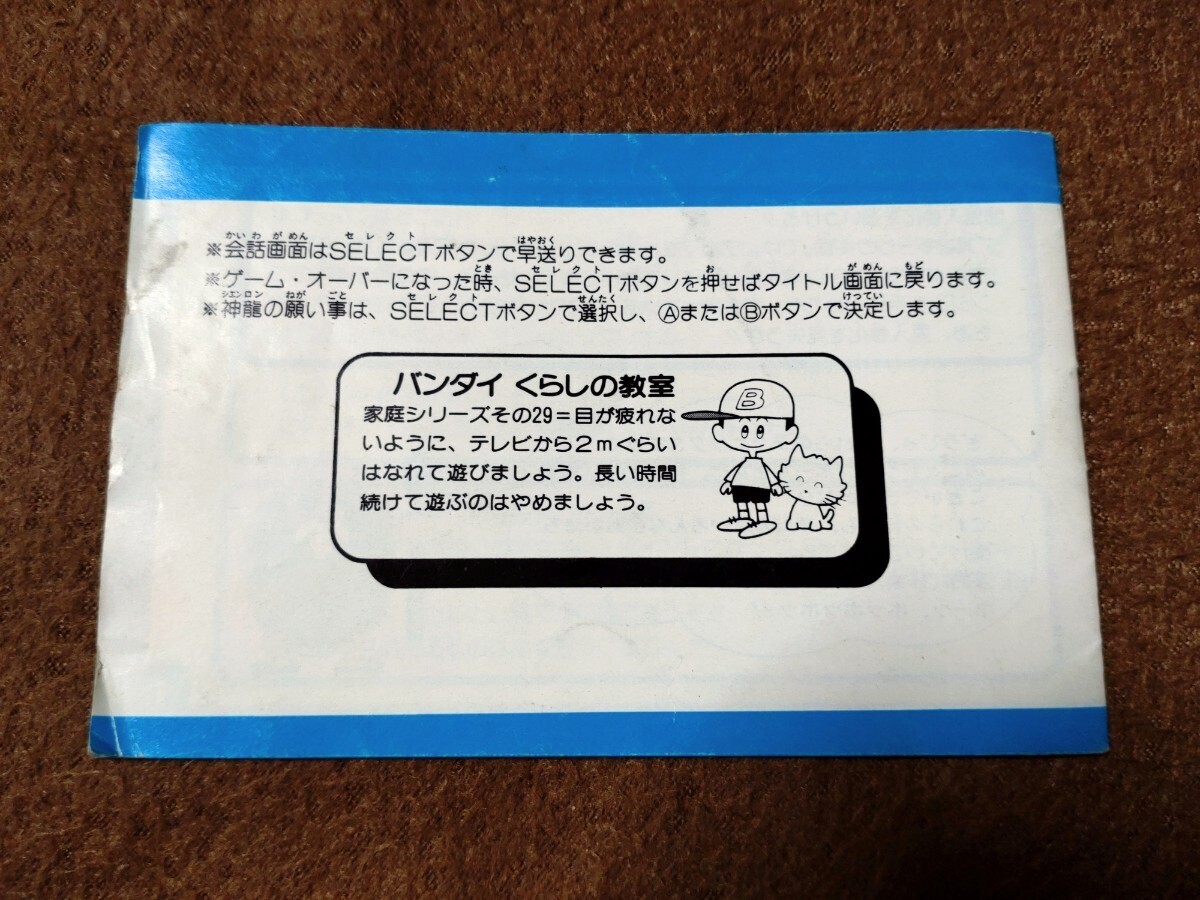 ※会話画面はSELECTボタンで早送りできます。
※ゲーム・オーバーになった時、SELECTボタンを押せばタイトル画面に戻ります。
※神龍の願い事は、SELECTボタンで選択し、ⒶまたはⒷボタンで決定します。
バンダイ くらしの教室
家庭シリーズその29=目が疲れな
いように、テレビから2mぐらい
はなれて遊びましょう。長い時間
続けて遊ぶのはやめましょう。
B